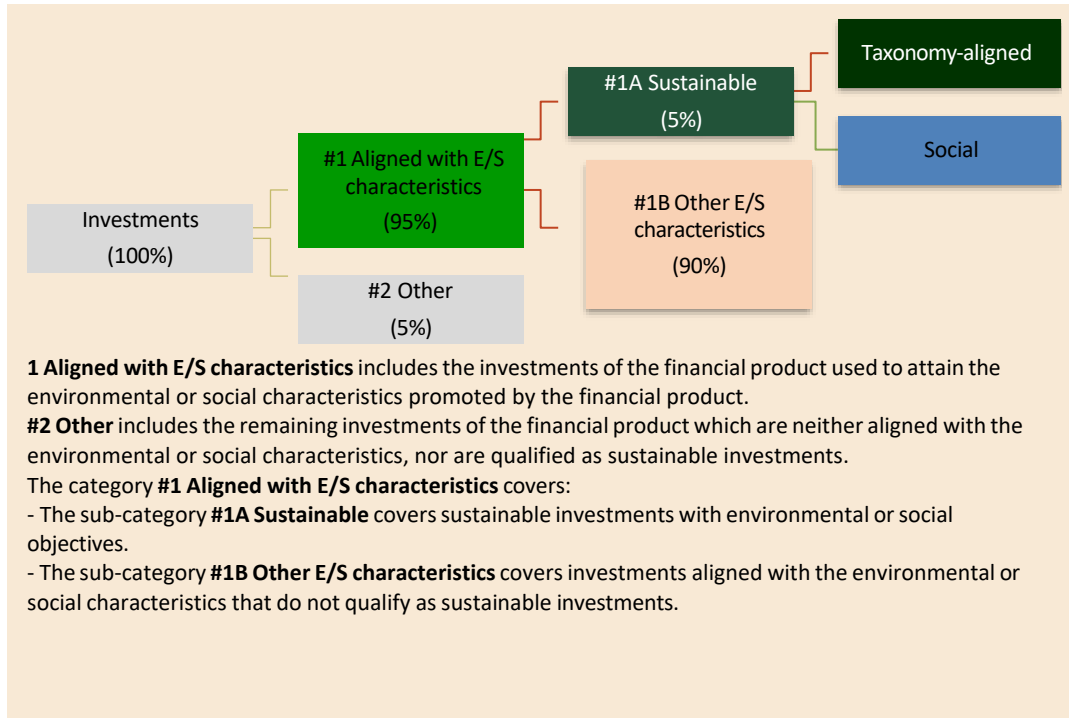 Taxonomy-aligned
#1A Sustainable
(5%)
Social
#1 Aligned with E/S
characteristics
(95%)
#1B Other E/S
characteristics
(90%)
Investments
(100%)
#2 Other
(5%)
1 Aligned with E/S characteristics includes the investments of the financial product used to attain the
environmental or social characteristics promoted by the financial product.
#2 Other includes the remaining investments of the financial product which are neither aligned with the
environmental or social characteristics, nor are qualified as sustainable investments.
The category #1 Aligned with E/S characteristics covers:
- The sub-category #1A Sustainable covers sustainable investments with environmental or social
objectives.
- The sub-category #1B Other E/S characteristics covers investments aligned with the environmental or
social characteristics that do not qualify as sustainable investments.